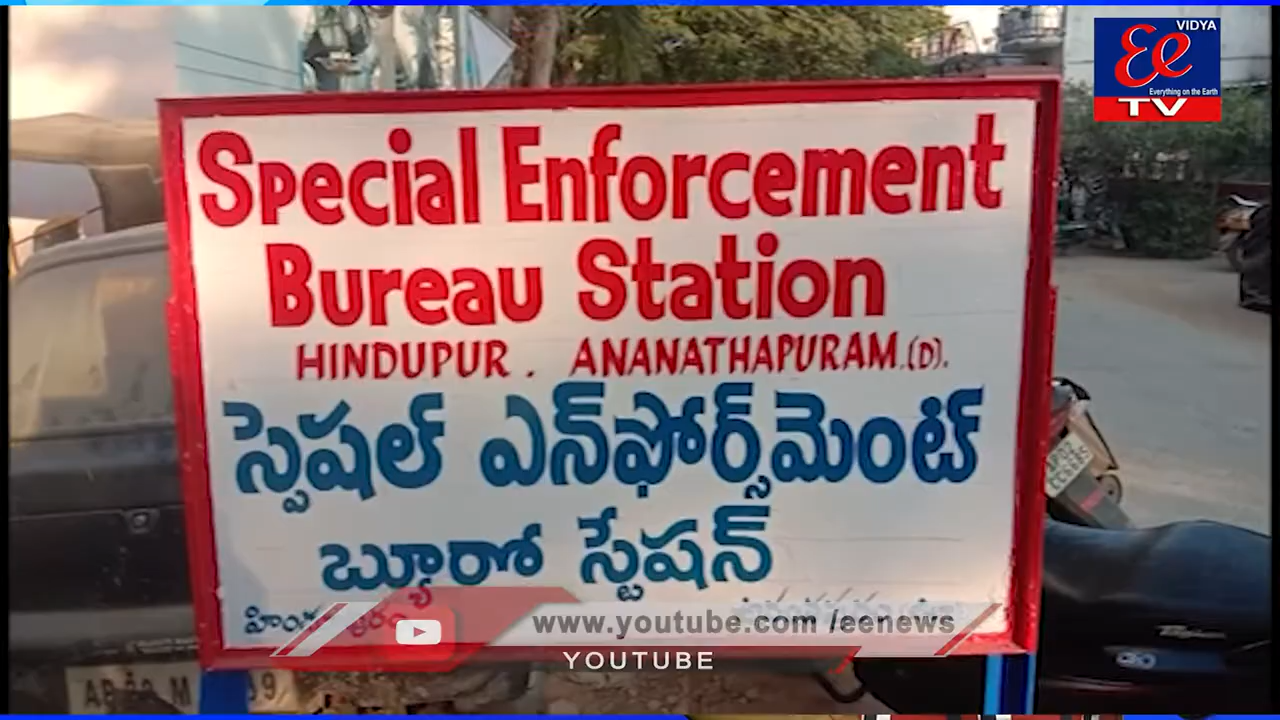 VIDYA
Ee
Everything on the Earth
TV
Special Enforcement
Bureau Station
HINDUPUR. ANANATHAPURAM.(D).
స్పెషల్ ఎన్‌ఫోర్స్‌మెంట్
బ్యూరో స్టేషన్
www.youtube.com /eenews
YOUTUBE